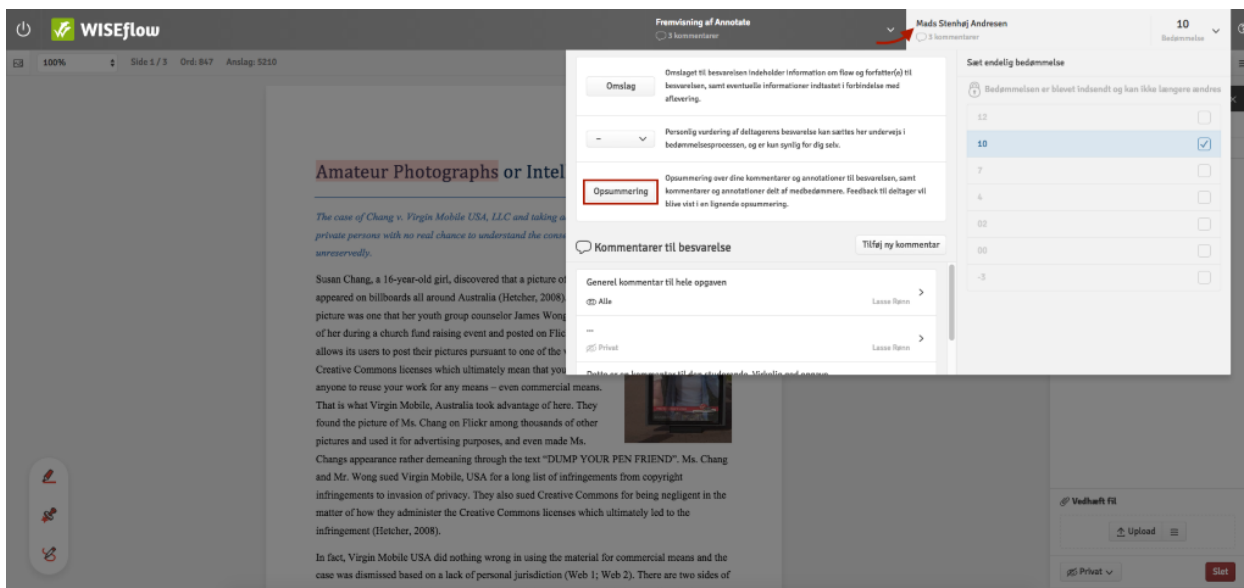 WISEflow
Fremvisning af Annotate
3 kommentarer
Mads Stenhøj Andresen
3 kommentarer
10
Bedømmelse
100%
Side 1 / 3 Ord: 847 Anslag: 5210
Omslag
Omslaget til besvarelsen indeholder information om flow og forfatter(e) til
besvarelsen, samt eventuelle informationer indtastet i forbindelse med
aflevering.
–
Personlig vurdering af deltagerens besvarelse kan sættes her undervejs i
bedømmelsesprocessen, og er kun synlig for dig selv.
Opsummering
Opsummering over dine kommentarer og annotationer til besvarelsen, samt
kommentarer og annotationer delt af medbedømmere. Feedback til deltager vil
blive vist i en lignende opsummering.
Kommentarer til besvarelse
Tilføj ny kommentar
Generel kommentar til hele opgaven
Alle
Lasse Rønn
...
Privat
Lasse Rønn
Dette er en kommentar til den studerende. Virkelig god opgave
Sæt endelig bedømmelse
Bedømmelsen er blevet indsendt og kan ikke længere ændres
12
10
7
4
02
00
-3
Amateur Photographs or Intel
The case of Chang v. Virgin Mobile USA, LLC and taking a
private persons with no real chance to understand the conse
unreservedly.
Susan Chang, a 16-year-old girl, discovered that a picture of
appeared on billboards all around Australia (Hetcher, 2008)
picture was one that her youth group counselor James Wong
of her during a church fund raising event and posted on Flic
allows its users to post their pictures pursuant to one of the
Creative Commons licenses which ultimately mean that you
anyone to reuse your work for any means – even commercial means.
That is what Virgin Mobile, Australia took advantage of here. They
found the picture of Ms. Chang on Flickr among thousands of other
pictures and used it for advertising purposes, and even made Ms.
Changs appearance rather demeaning through the text “DUMP YOUR PEN FRIEND”. Ms. Chang
and Mr. Wong sued Virgin Mobile, USA for a long list of infringements from copyright
infringements to invasion of privacy. They also sued Creative Commons for being negligent in the
matter of how they administer the Creative Commons licenses which ultimately led to the
infringement (Hetcher, 2008).
In fact, Virgin Mobile USA did nothing wrong in using the material for commercial means and the
case was dismissed based on a lack of personal jurisdiction (Web 1; Web 2). There are two sides of
Vedhæft fil
Upload
Privat
Slet